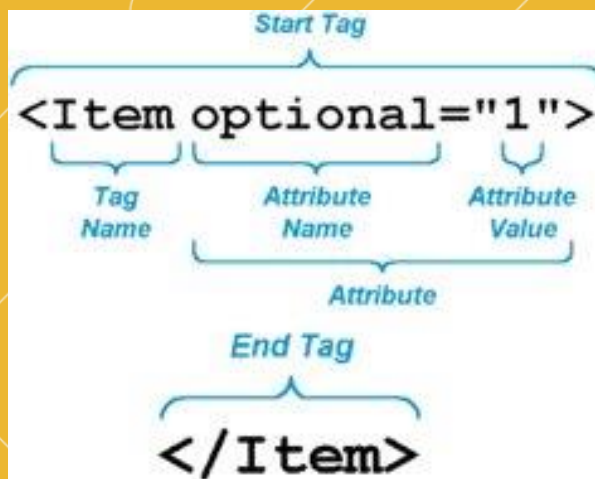 Start Tag
<Item optional="1">
Tag Attribute Attribute
Name Name Value
Attribute
End Tag
</Item>